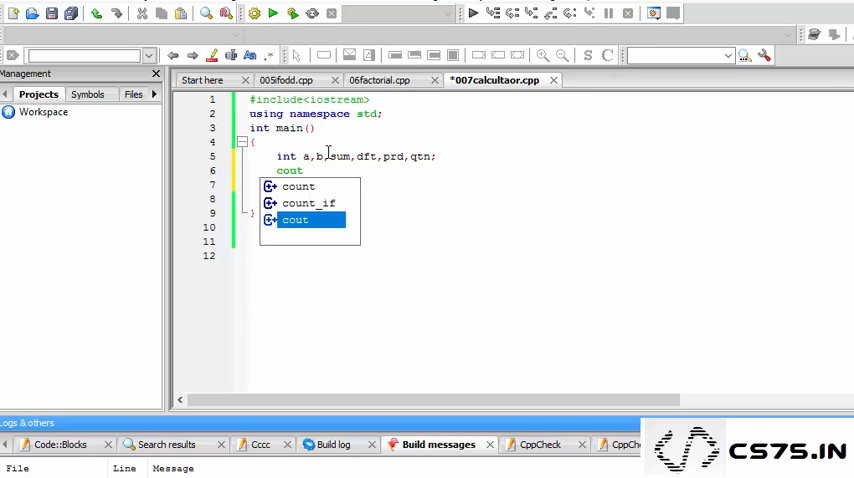 Management
Projects Symbols Files
Workspace
Start here 005ifodd.cpp 06factorial.cpp *007calcultaor.cpp
1 #include<iostream>
2 using namespace std;
3 int main()
4 {
5 int a,b,sum,dft,prd,qtn;
6 cout
7 count
8 count_if
9 } cout
10
11
12
Logs & others
Code::Blocks Search results Cccc Build log Build messages CppCheck CppChe
File Line Message
CS75.IN